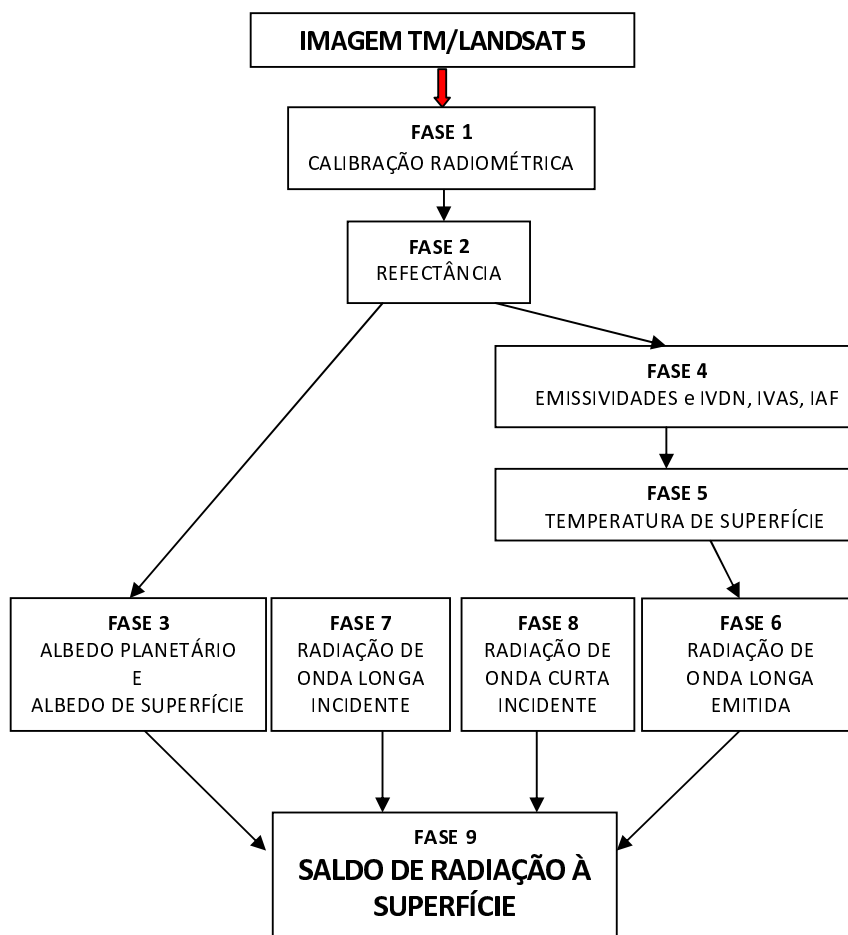 IMAGEM TM/LANDSAT 5
FASE 1
CALIBRAÇÃO RADIOMÉTRICA
FASE 2
REFECTÂNCIA
FASE 4
EMISSIVIDADES e IVDN, IVAS, IAF
FASE 5
TEMPERATURA DE SUPERFÍCIE
FASE 3
ALBEDO PLANETÁRIO
E
ALBEDO DE SUPERFÍCIE
FASE 7
RADIAÇÃO DE
ONDA LONGA
INCIDENTE
FASE 8
RADIAÇÃO DE
ONDA CURTA
INCIDENTE
FASE 6
RADIAÇÃO DE
ONDA LONGA
EMITIDA
FASE 9
SALDO DE RADIAÇÃO À
SUPERFÍCIE